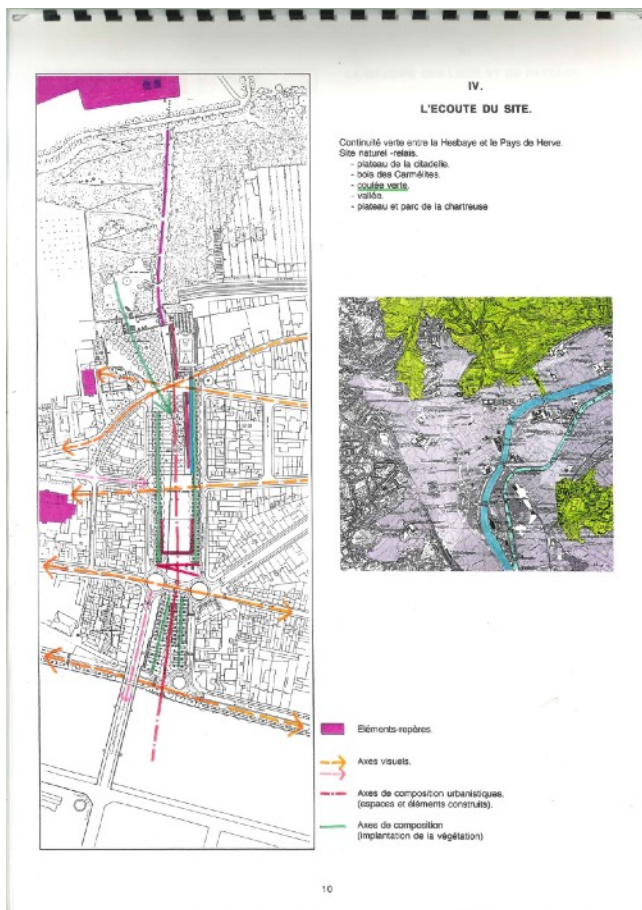 IV.
L'ECOUTE DU SITE.
Continuité verte entre la Hesbaye et le Pays de Herve.
Site naturel -relais.
- plateau de la citadelle.
- bois des Carmélites.
- coulée verte.
- vallée.
- plateau et parc de la chartreuse
Eléments-repères.
Axes visuels.
Axes de composition urbanistiques.
(espaces et éléments construits).
Axes de composition
(implantation de la végétation)
10